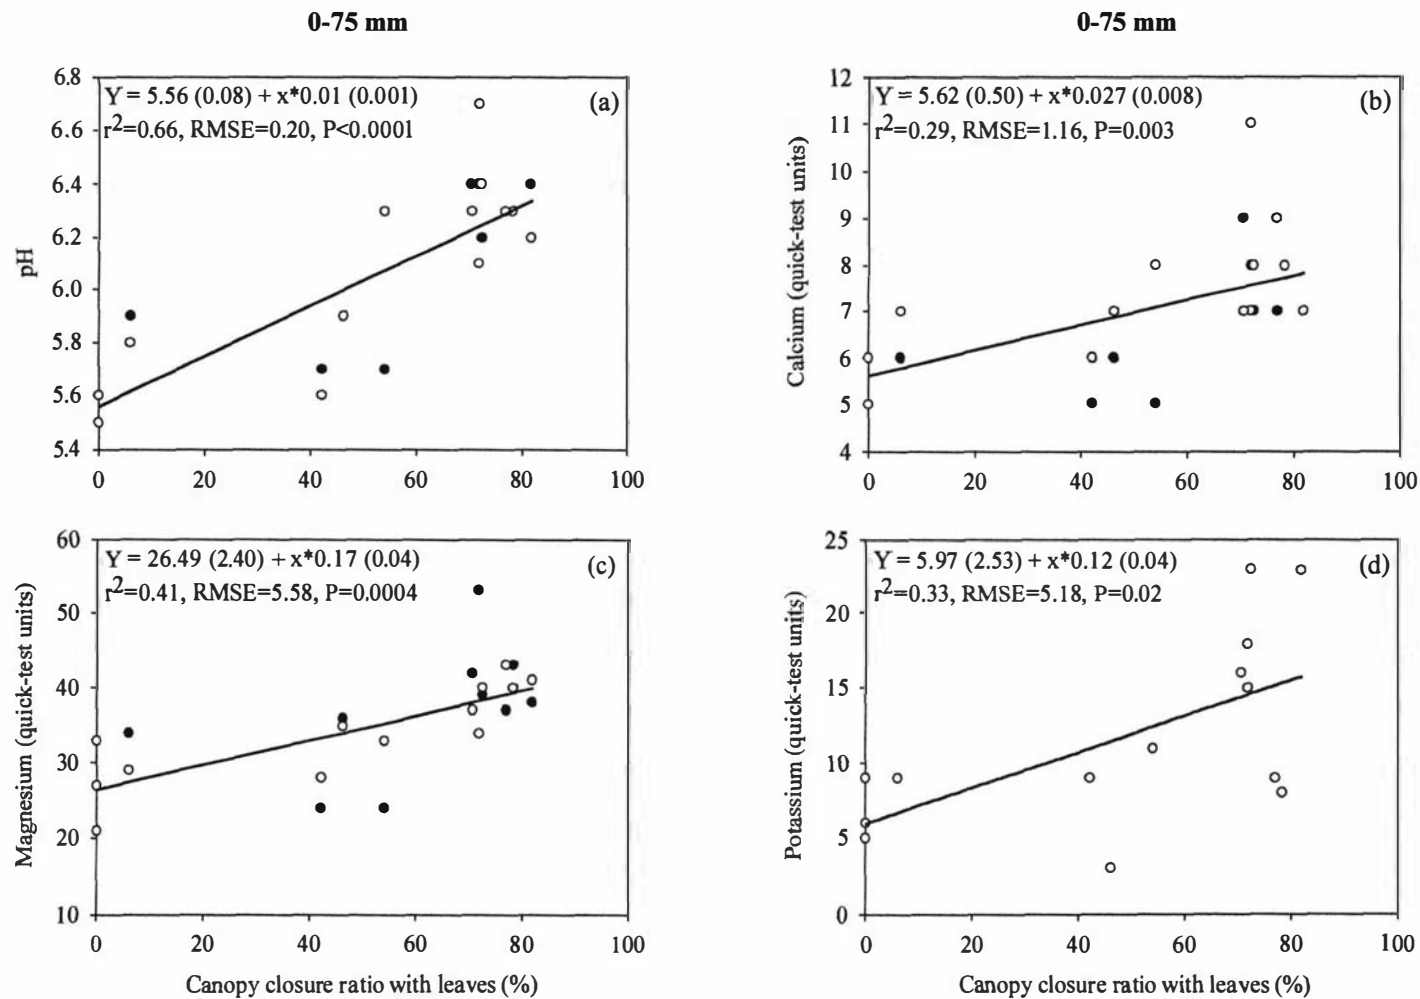 0-75 mm
0-75 mm
6.8
6.6
6.4
6.2
6.0
5.8
5.6
5.4
pH
Y = 5.56 (0.08) + x*0.01 (0.001)
r2=0.66, RMSE=0.20, P<0.0001
(a)
0 20 40 60 80 100
12
11
10
9
8
7
6
5
4
Calcium (quick-test units)
Y = 5.62 (0.50) + x*0.027 (0.008)
r2=0.29, RMSE=1.16, P=0.003
(b)
0 20 40 60 80 100
60
50
40
30
20
10
Magnesium (quick-test units)
Y = 26.49 (2.40) + x*0.17 (0.04)
r2=0.41, RMSE=5.58, P=0.0004
(c)
0 20 40 60 80 100
Canopy closure ratio with leaves (%)
25
20
15
10
5
0
Potassium (quick-test units)
Y = 5.97 (2.53) + x*0.12 (0.04)
r2=0.33, RMSE=5.18, P=0.02
(d)
0 20 40 60 80 100
Canopy closure ratio with leaves (%)